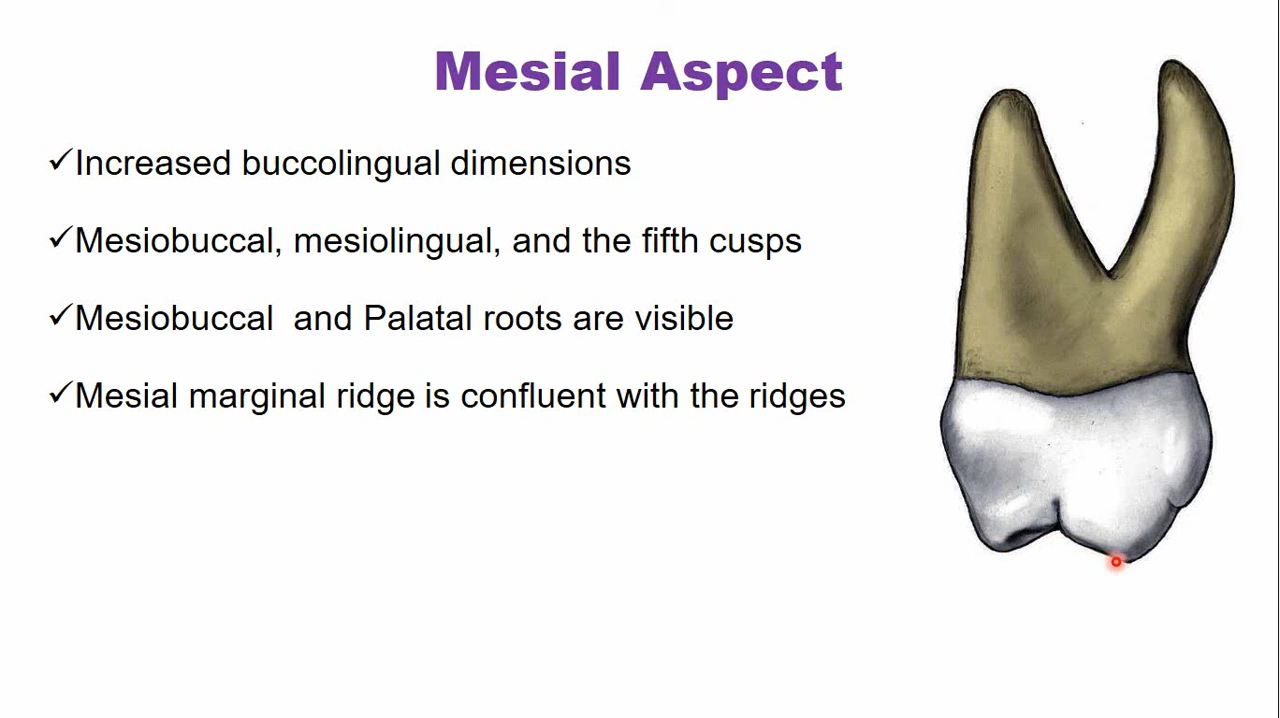 Mesial Aspect
✓Increased buccolingual dimensions
✓Mesiobuccal, mesiolingual, and the fifth cusps
✓Mesiobuccal  and Palatal roots are visible
✓Mesial marginal ridge is confluent with the ridges